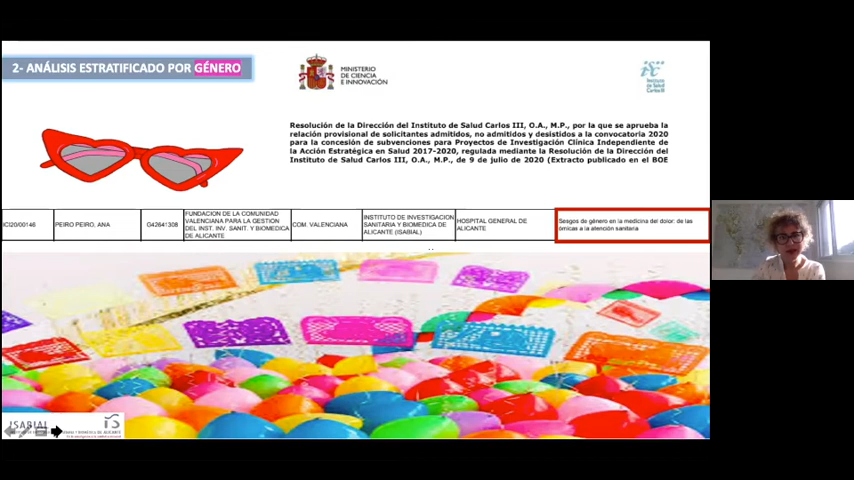 2- ANÁLISIS ESTRATIFICADO POR GÉNERO
MINISTERIO
DE CIENCIA
E INNOVACIÓN
Instituto
de Salud
Carlos III
Resolución de la Dirección del Instituto de Salud Carlos III, O.A., M.P., por la que se aprueba la
relación provisional de solicitantes admitidos, no admitidos y desistidos a la convocatoria 2020
para la concesión de subvenciones para Proyectos de Investigación Clínica Independiente de
la Acción Estratégica en Salud 2017-2020, regulada mediante la Resolución de la Dirección del
Instituto de Salud Carlos III, O.A., M.P., de 9 de julio de 2020 (Extracto publicado en el BOE
ICI20/00146
PEIRO PEIRO, ANA
G42641308
FUNDACION DE LA COMUNIDAD
VALENCIANA PARA LA GESTION
DEL INST. INV. SANIT. Y BIOMEDICA
DE ALICANTE
COM. VALENCIANA
INSTITUTO DE INVESTIGACION
SANITARIA Y BIOMEDICA DE
ALICANTE (ISABIAL)
HOSPITAL GENERAL DE
ALICANTE
Sesgos de género en la medicina del dolor: de las
ómicas a la atención sanitaria
ISABIAL